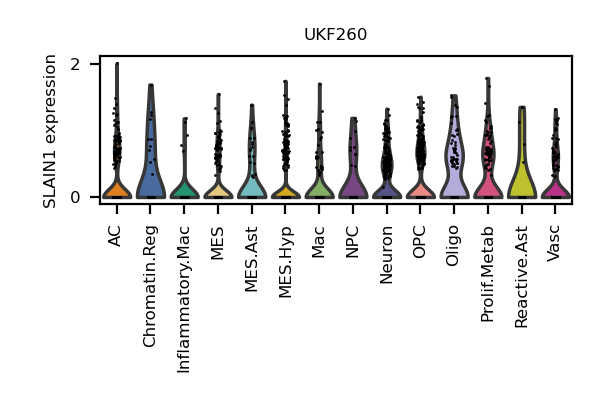 UKF260
SLAIN1 expression
2
0
AC
Chromatin.Reg
Inflammatory.Mac
MES
MES.Ast
MES.Hyp
Mac
NPC
Neuron
OPC
Oligo
Prolif.Metab
Reactive.Ast
Vasc